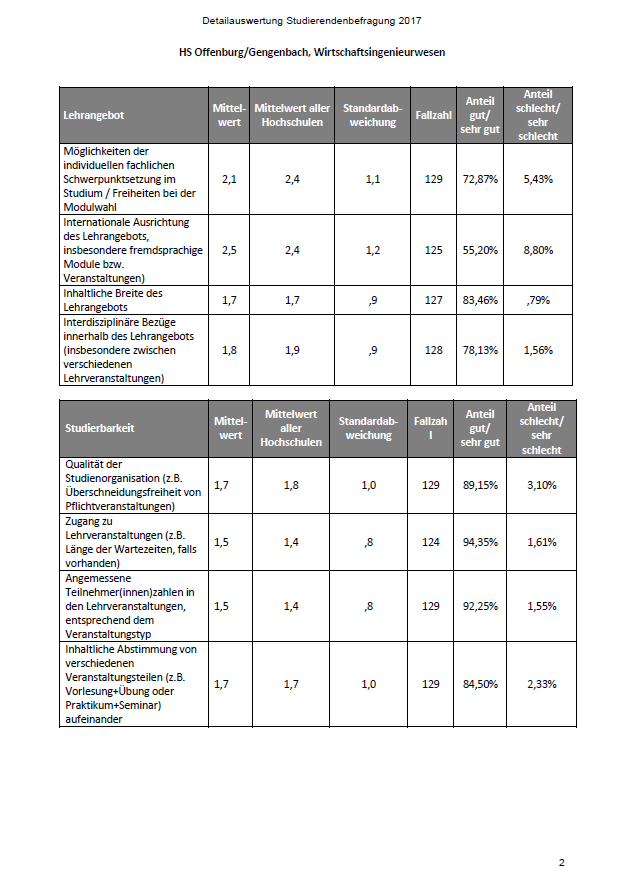 Detailauswertung Studierendenbefragung 2017
HS Offenburg/Gengenbach, Wirtschaftsingenieurwesen
Lehrangebot
Mittel-
wert
Mittelwert aller
Hochschulen
Standardab-
weichung
Fallzahl
Anteil
gut/
sehr gut
Anteil
schlecht/
sehr
schlecht
Möglichkeiten der
individuellen fachlichen
Schwerpunktsetzung im
Studium / Freiheiten bei der
Modulwahl
2,1
2,4
1,1
129
72,87%
5,43%
Internationale Ausrichtung
des Lehrangebots,
insbesondere fremdsprachige
Module bzw.
Veranstaltungen)
2,5
2,4
1,2
125
55,20%
8,80%
Inhaltliche Breite des
Lehrangebots
1,7
1,7
,9
127
83,46%
,79%
Interdisziplinäre Bezüge
innerhalb des Lehrangebots
(insbesondere zwischen
verschiedenen
Lehrveranstaltungen)
1,8
1,9
,9
128
78,13%
1,56%
Studierbarkeit
Mittel-
wert
Mittelwert
aller
Hochschulen
Standardab-
weichung
Fallzah
l
Anteil
gut/
sehr gut
Anteil
schlecht/
sehr
schlecht
Qualität der
Studienorganisation (z.B.
Überschneidungsfreiheit von
Pflichtveranstaltungen)
1,7
1,8
1,0
129
89,15%
3,10%
Zugang zu
Lehrveranstaltungen (z.B.
Länge der Wartezeiten, falls
vorhanden)
1,5
1,4
,8
124
94,35%
1,61%
Angemessene
Teilnehmer(innen)zahlen in
den Lehrveranstaltungen,
entsprechend dem
Veranstaltungstyp
1,5
1,4
,8
129
92,25%
1,55%
Inhaltliche Abstimmung von
verschiedenen
Veranstaltungsteilen (z.B.
Vorlesung+Übung oder
Praktikum+Seminar)
aufeinander
1,7
1,7
1,0
129
84,50%
2,33%
2